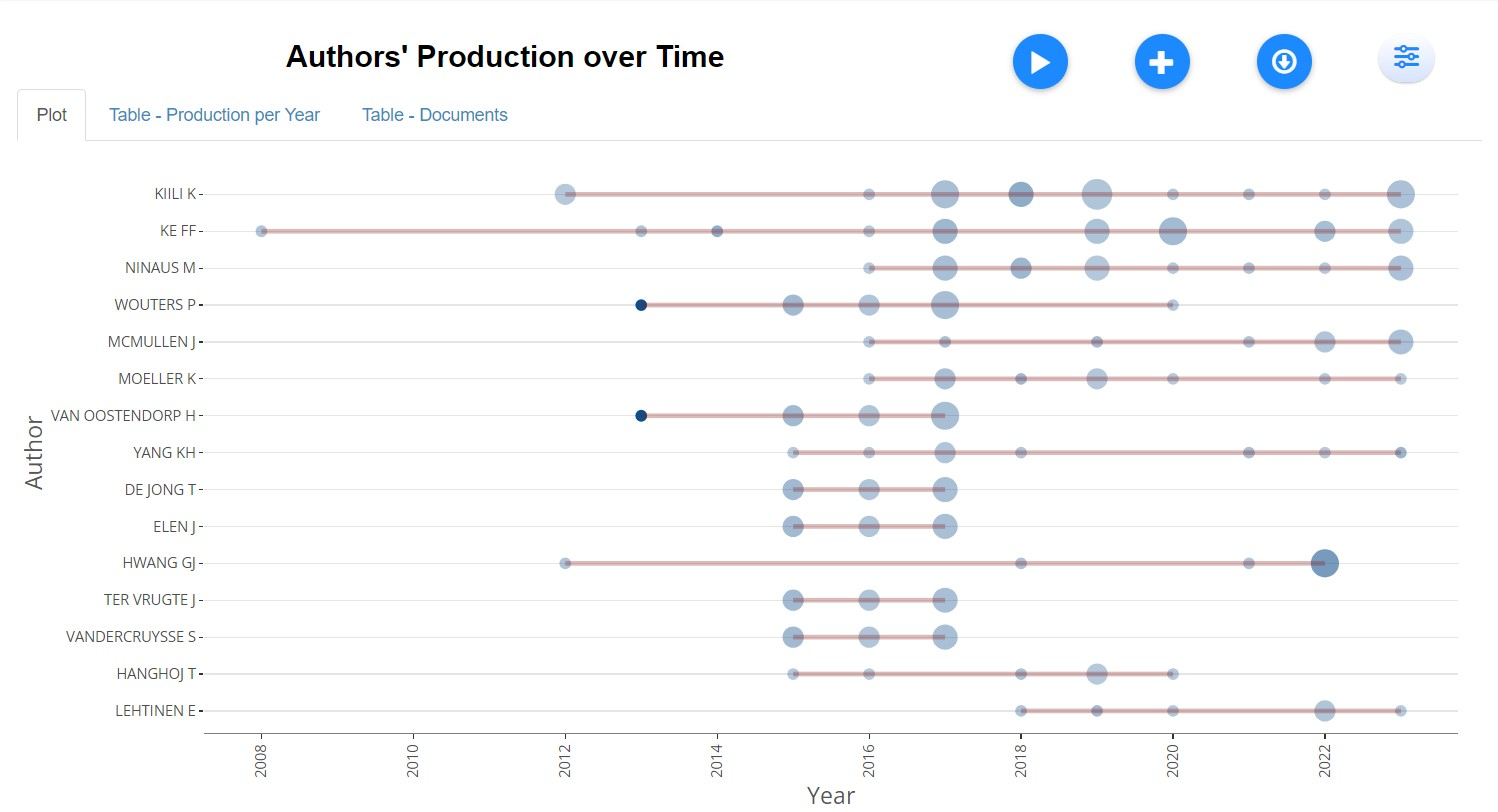 Authors' Production over Time
Plot
Table - Production per Year
Table - Documents
KIILI K
KE FF
NINAUS M
WOUTERS P
MCMULLEN J
MOELLER K
VAN OOSTENDORP H
YANG KH
DE JONG T
ELEN J
HWANG GJ
TER VRUGTE J
VANDERCRUYSSE S
HANGHOJ T
LEHTINEN E
Author
2008
2010
2012
2014
2016
2018
2020
2022
Year